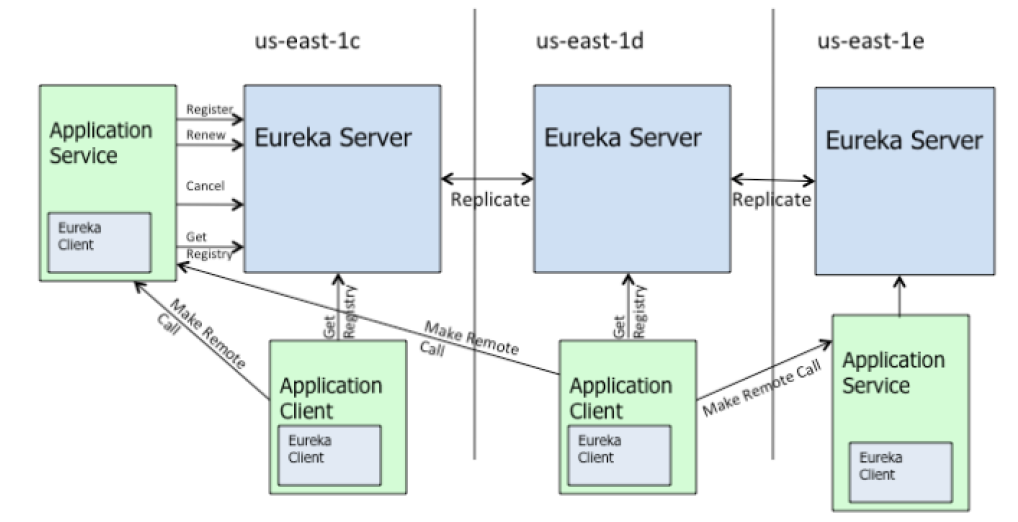 us-east-1c
us-east-1d
us-east-1e
Application
Service
Eureka
Client
Register
Renew
Cancel
Get
Registry
Eureka Server
Replicate
Eureka Server
Replicate
Eureka Server
Make Remote
Call
Get
Registry
Make Remote
Call
Get
Registry
Make Remote Call
Application
Client
Eureka
Client
Application
Client
Eureka
Client
Application
Service
Eureka
Client